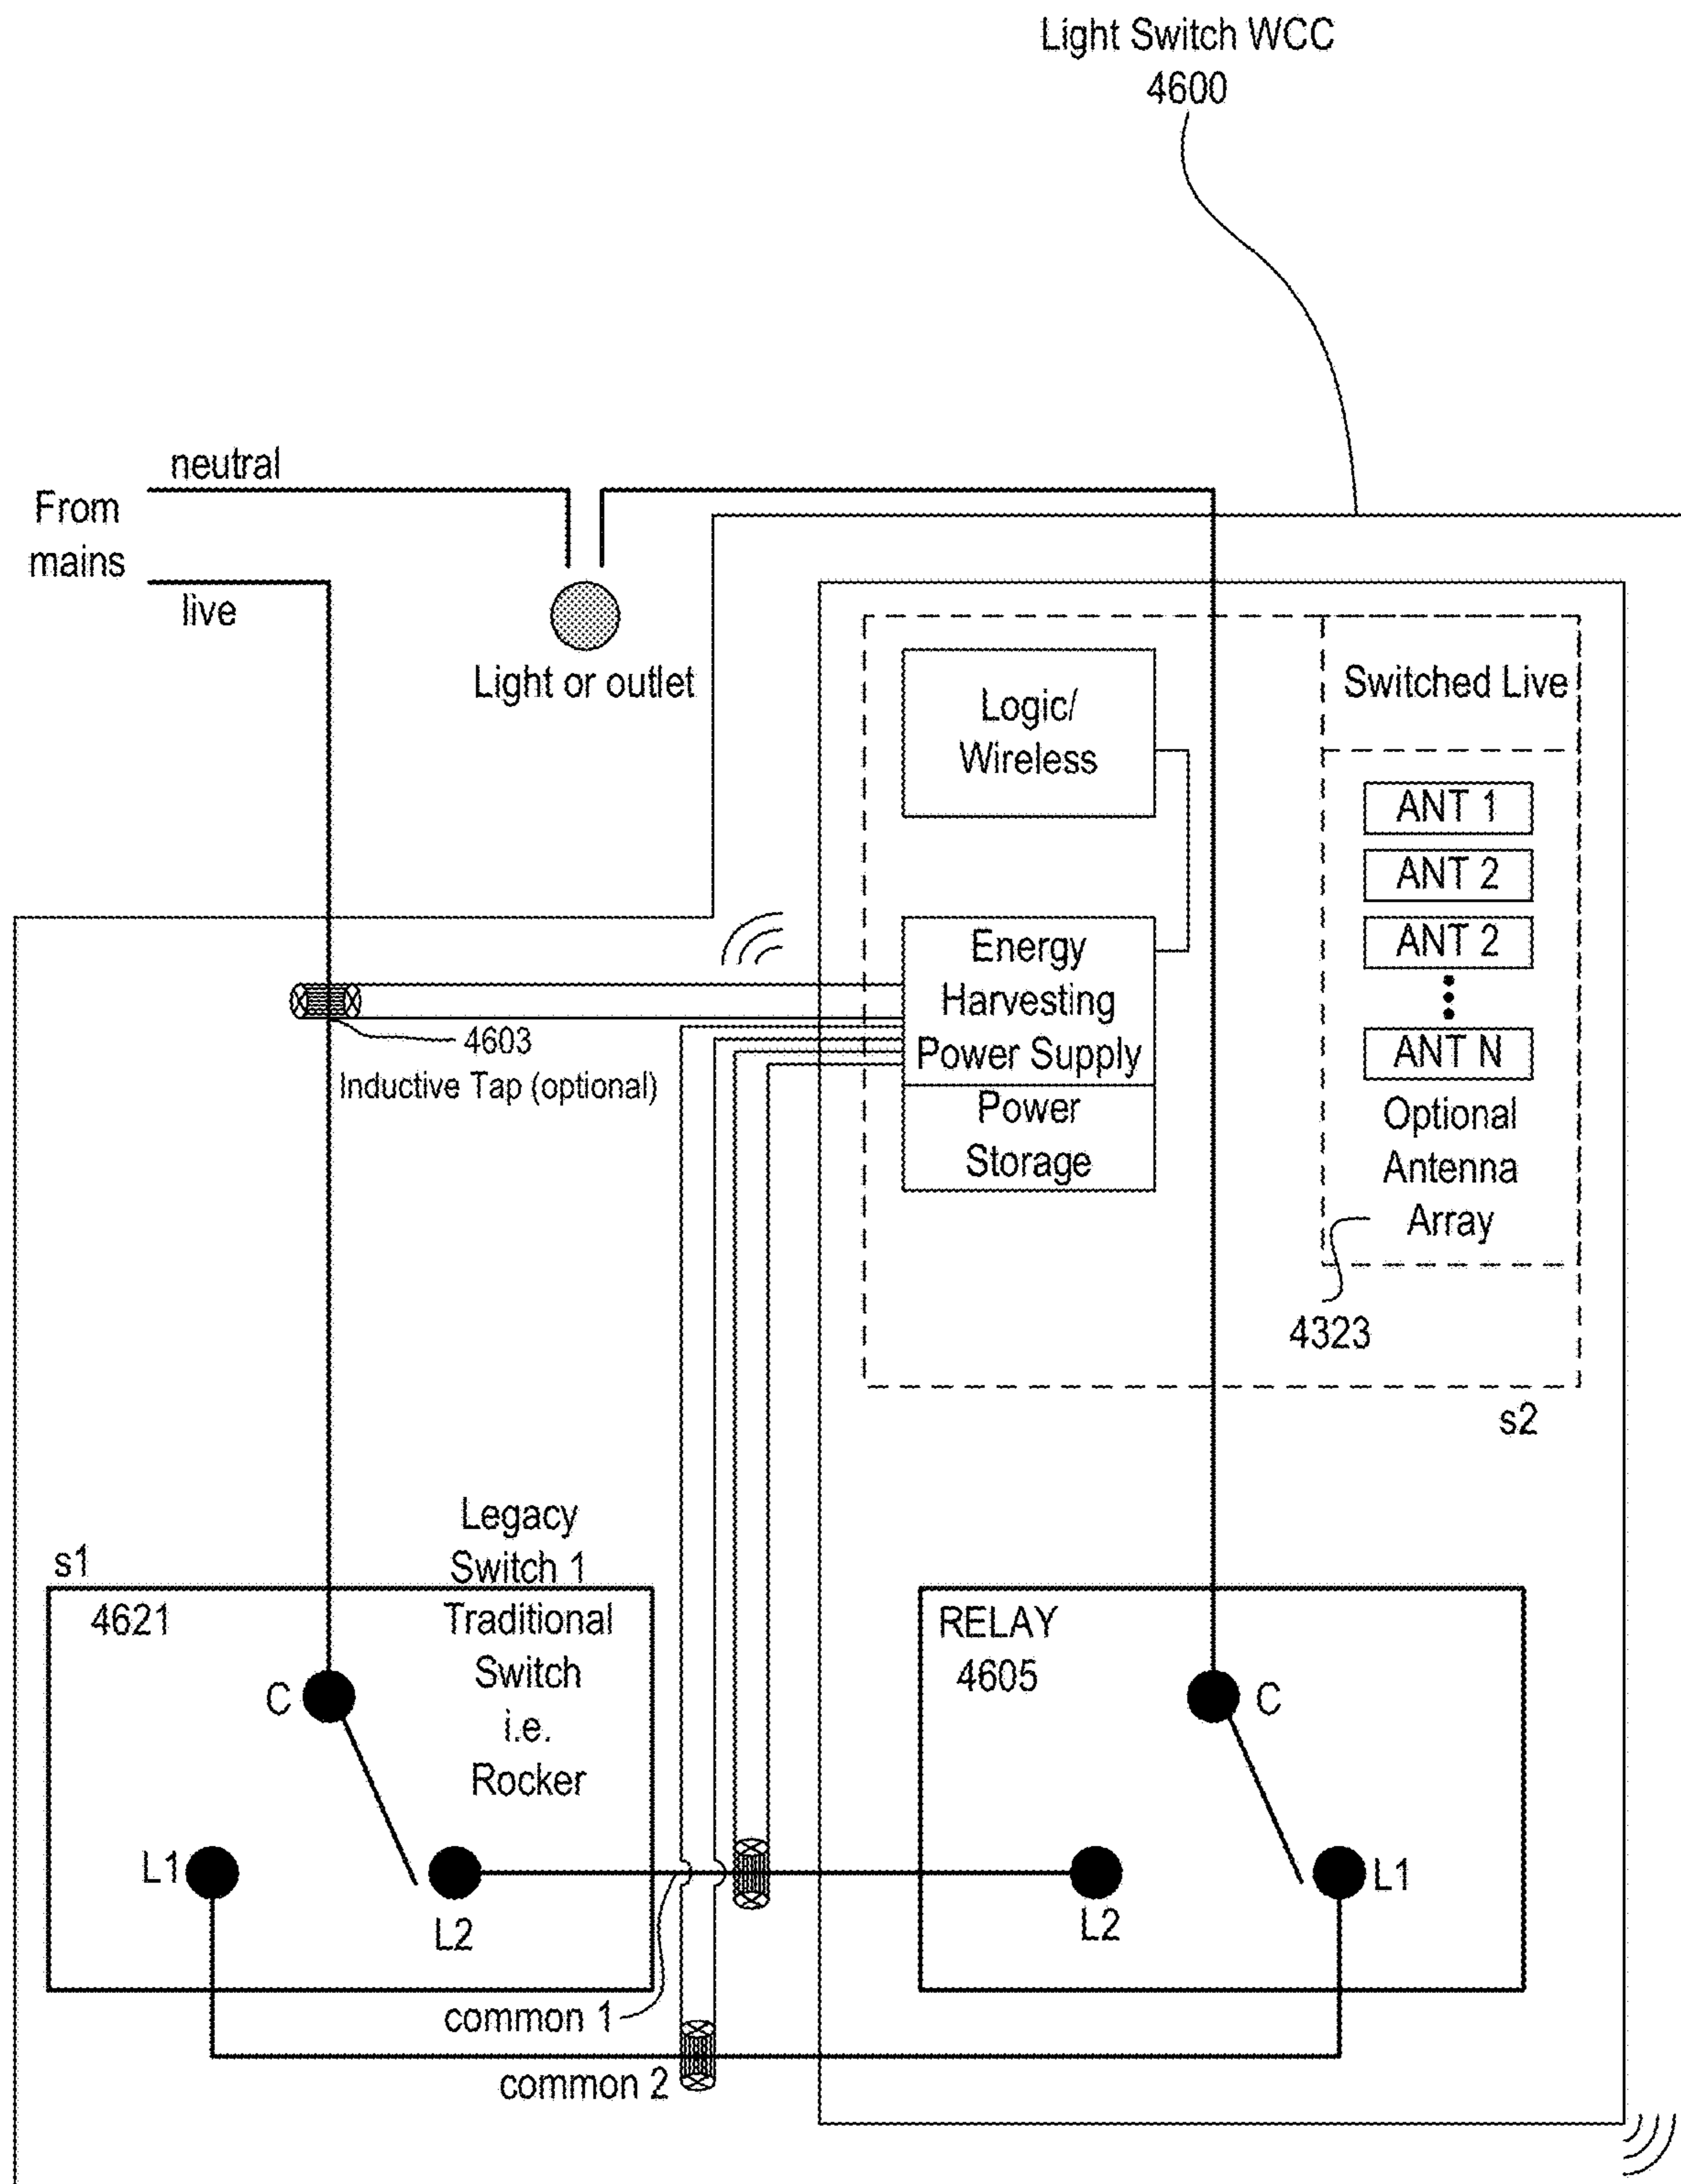 Light Switch WCC
4600
neutral
From
mains
live
Light or outlet
Logic/
Wireless
Switched Live
ANT 1
ANT 2
ANT 2
ANT N
Optional
Antenna
Array
4323
Energy
Harvesting
Power Supply
Power
Storage
4603
Inductive Tap (optional)
s2
Legacy
Switch 1
Traditional
Switch
i.e.
Rocker
s1
4621
C
L1
L2
RELAY
4605
C
L2
L1
common 1
common 2